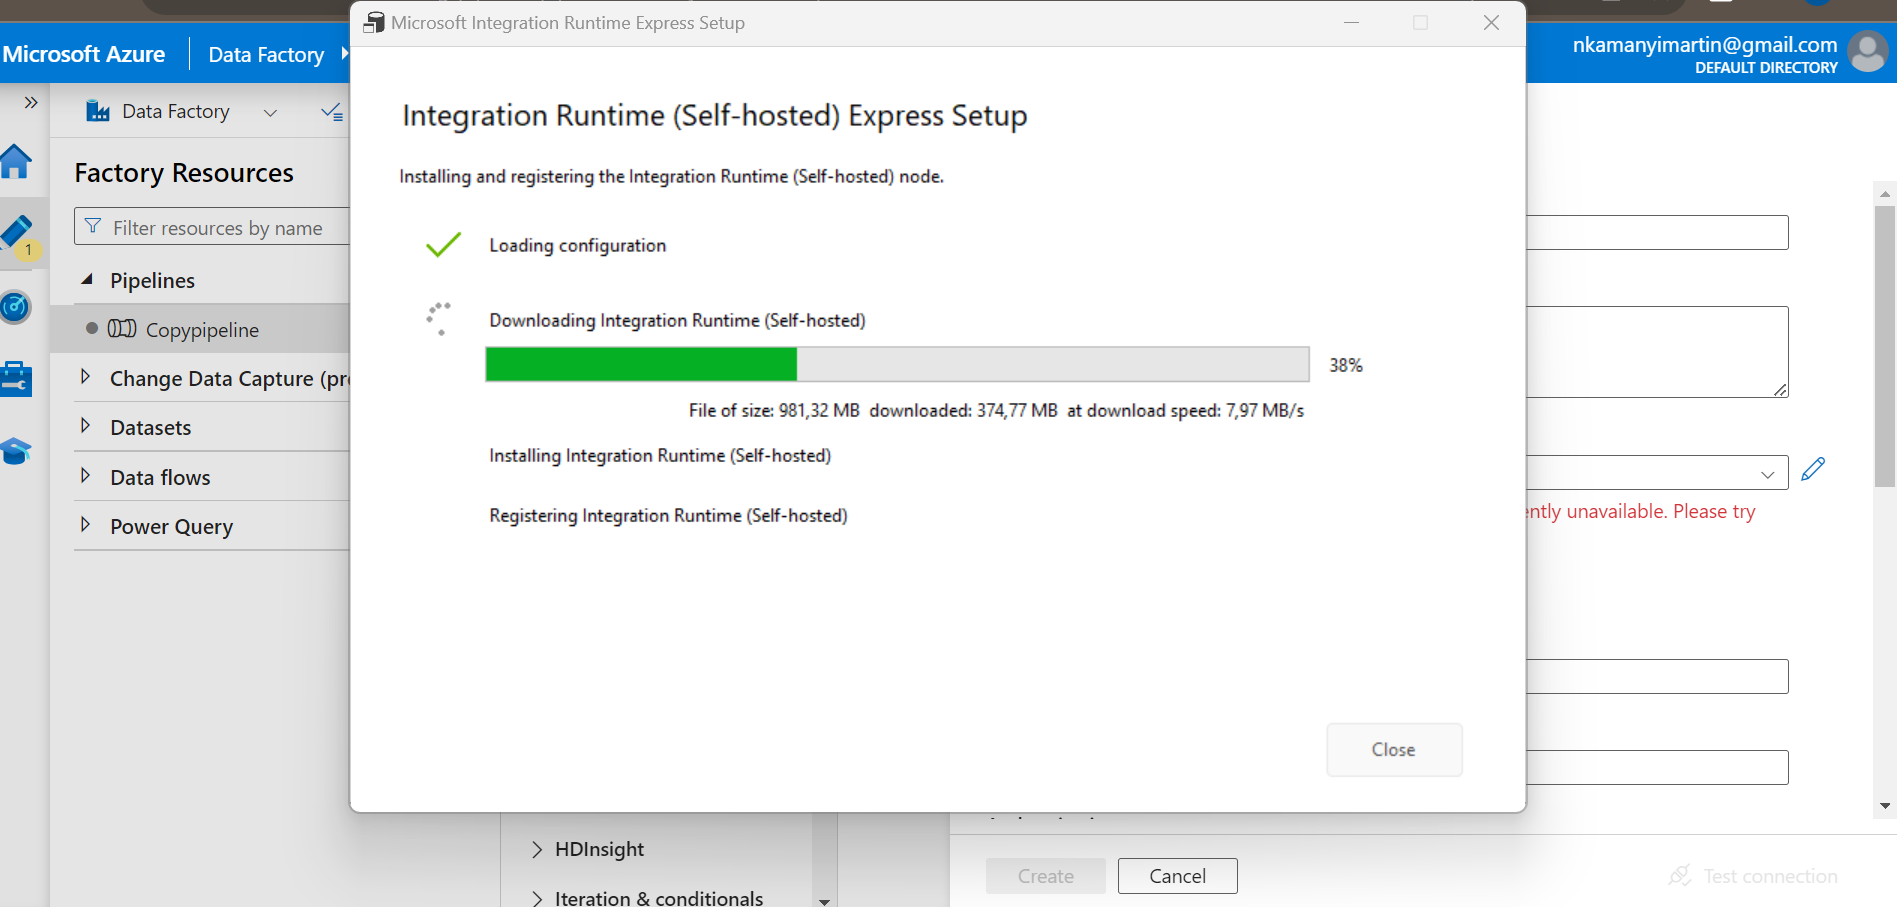 Microsoft Integration Runtime Express Setup
Microsoft Azure
Data Factory
nkamanyimartin@gmail.com
DEFAULT DIRECTORY
Data Factory
Factory Resources
Filter resources by name
1
Pipelines
Copypipeline
Change Data Capture
Datasets
Data flows
Power Query
Integration Runtime (Self-hosted) Express Setup
Installing and registering the Integration Runtime (Self-hosted) node.
Loading configuration
Downloading Integration Runtime (Self-hosted)
38%
File of size: 981,32 MB downloaded: 374,77 MB at download speed: 7,97 MB/s
Installing Integration Runtime (Self-hosted)
Registering Integration Runtime (Self-hosted)
Close
unavailable. Please try
HDInsight
Iteration & conditionals
Create
Cancel
Test connection